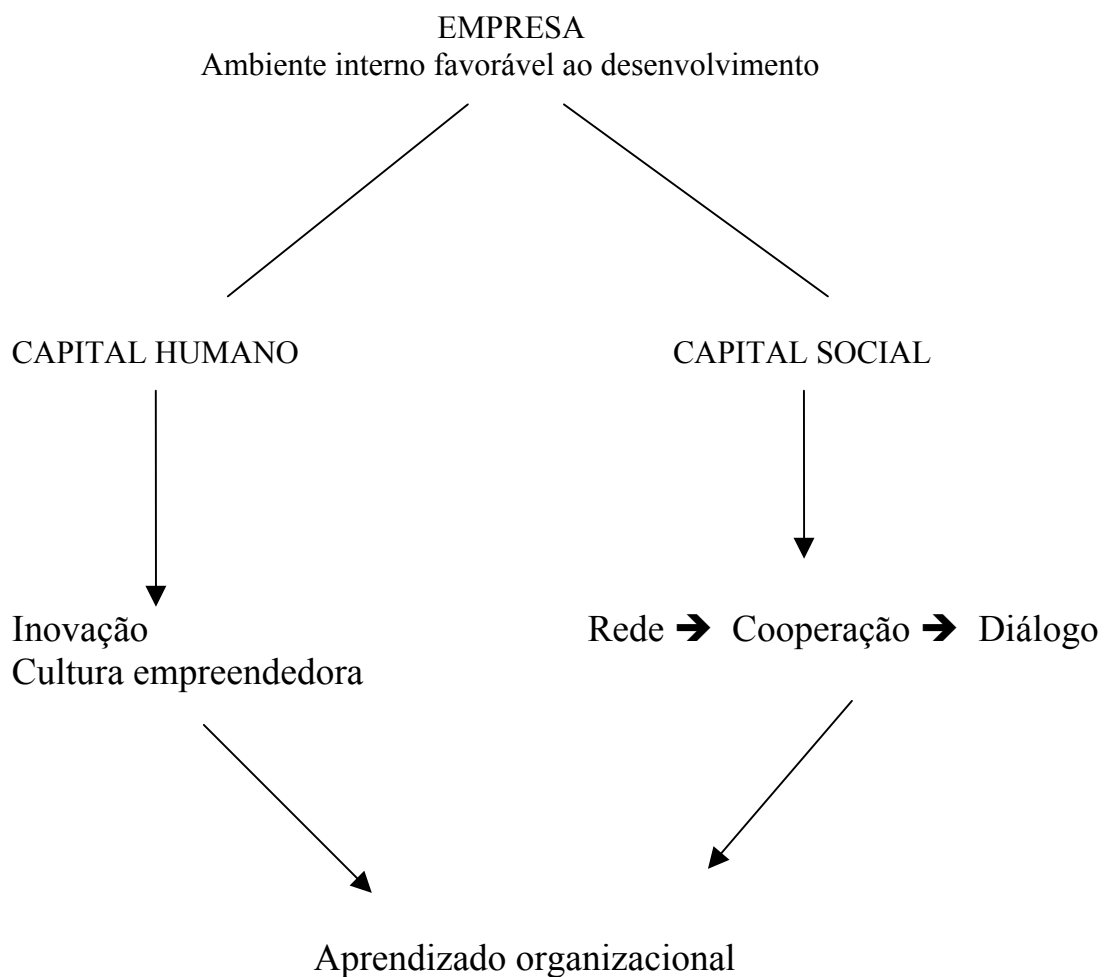 EMPRESA
Ambiente interno favorável ao desenvolvimento
CAPITAL HUMANO
CAPITAL SOCIAL
Inovação
Cultura empreendedora
Rede ➔ Cooperação ➔ Diálogo
Aprendizado organizacional